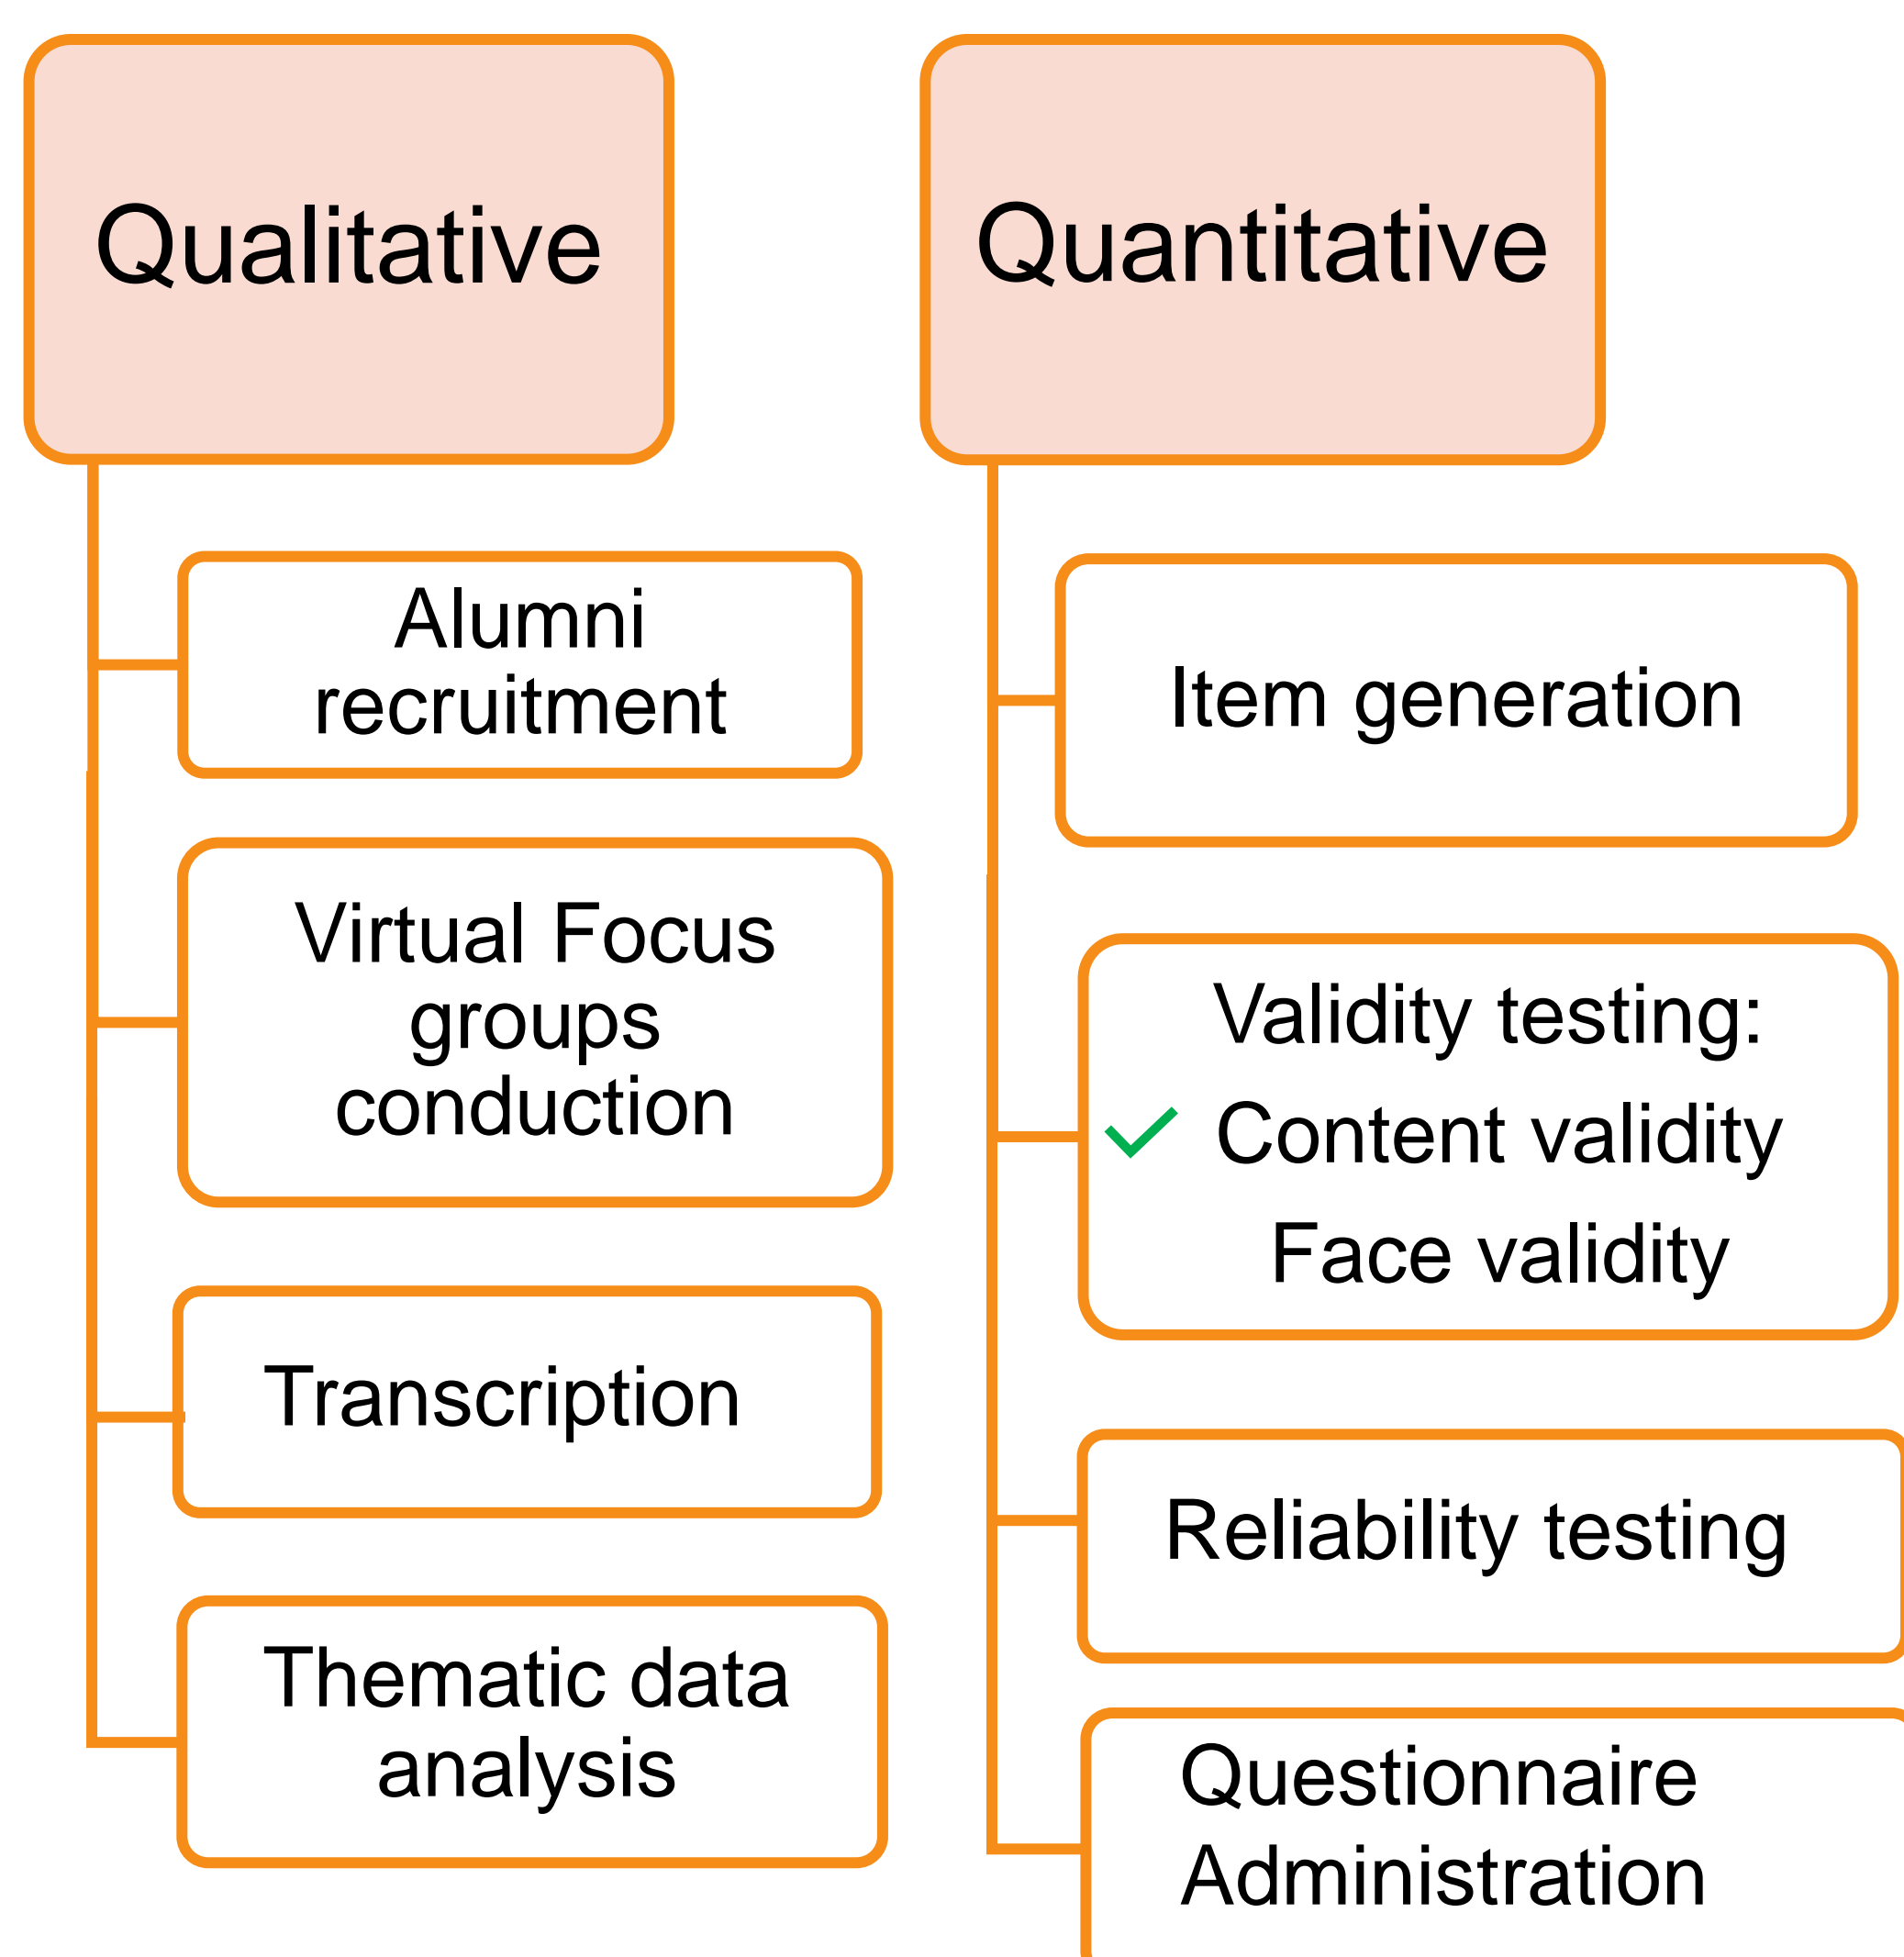 Qualitative
Alumni
recruitment
Virtual Focus
groups
conduction
Transcription
Thematic data
analysis
Quantitative
Item generation
Validity testing:
Content validity
Face validity
Reliability testing
Questionnaire
Administration